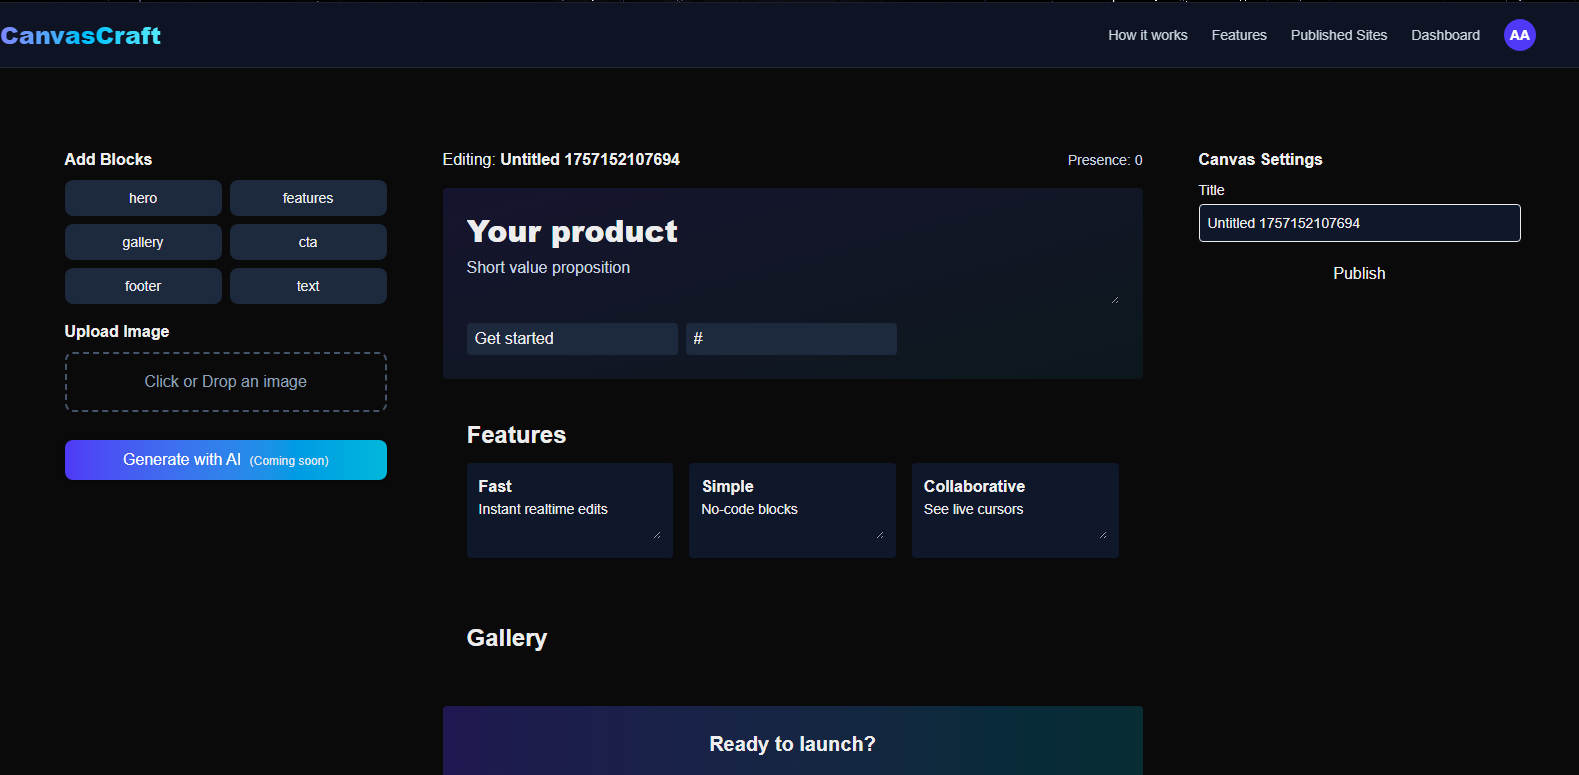 CanvasCraft
How it works Features Published Sites Dashboard AA
Add Blocks
hero features
gallery cta
footer text
Upload Image
Click or Drop an image
Generate with AI (Coming soon)
Editing: Untitled 1757152107694 Presence: 0
Your product
Short value proposition
Get started #
Features
Fast
Instant realtime edits
Simple
No-code blocks
Collaborative
See live cursors
Gallery
Ready to launch?
Canvas Settings
Title
Untitled 1757152107694
Publish